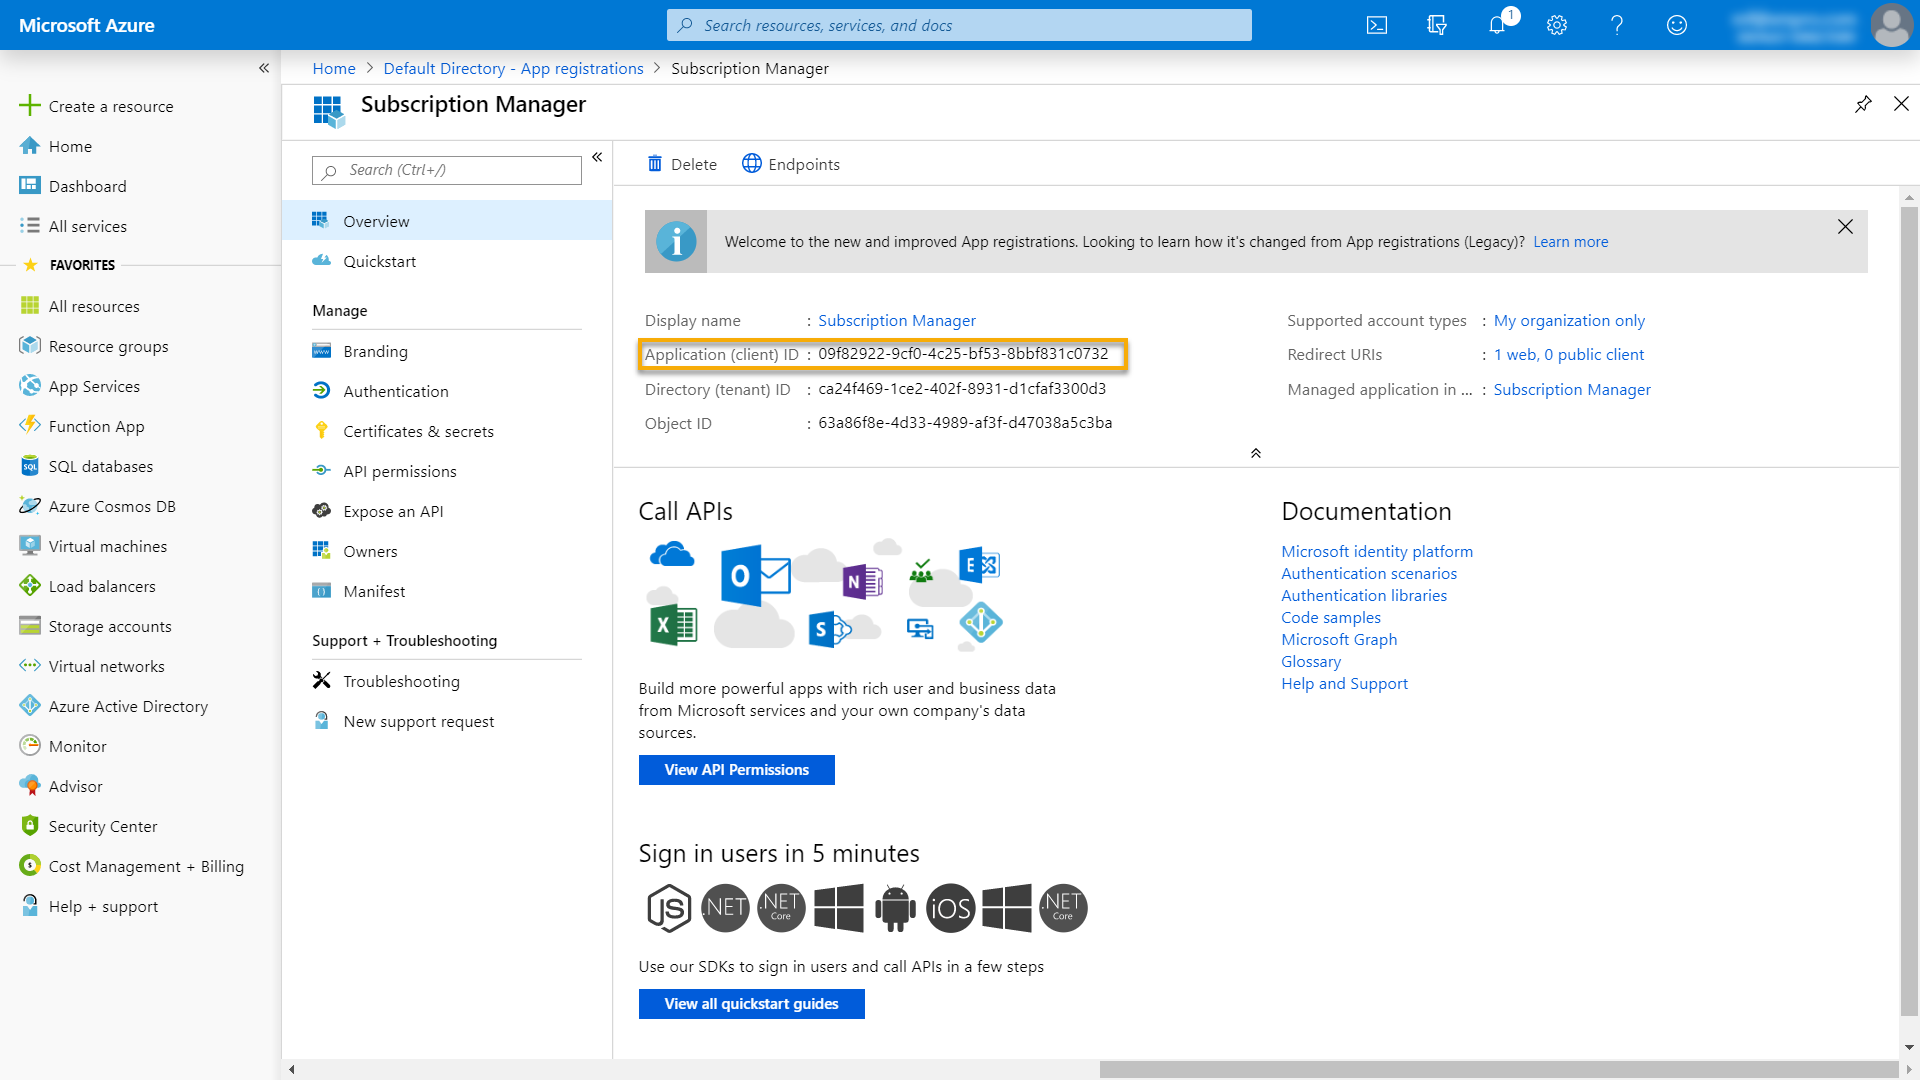 Microsoft Azure
Search resources, services, and docs
1
Home > Default Directory - App registrations > Subscription Manager
Create a resource
Home
Dashboard
All services
FAVORITES
All resources
Resource groups
App Services
Function App
SQL databases
Azure Cosmos DB
Virtual machines
Load balancers
Storage accounts
Virtual networks
Azure Active Directory
Monitor
Advisor
Security Center
Cost Management + Billing
Help + support
Subscription Manager
Search (Ctrl+/)
Overview
Quickstart
Manage
Branding
Authentication
Certificates & secrets
API permissions
Expose an API
Owners
Manifest
Support + Troubleshooting
Troubleshooting
New support request
Delete
Endpoints
Welcome to the new and improved App registrations. Looking to learn how it's changed from App registrations (Legacy)? Learn more
Display name : Subscription Manager
Application (client) ID : 09f82922-9cf0-4c25-bf53-8bbf831c0732
Directory (tenant) ID : ca24f469-1ce2-402f-8931-d1cfaf3300d3
Object ID : 63a86f8e-4d33-4989-af3f-d47038a5c3ba
Supported account types : My organization only
Redirect URIs : 1 web, 0 public client
Managed application in ... : Subscription Manager
Call APIs
Build more powerful apps with rich user and business data
from Microsoft services and your own company's data
sources.
View API Permissions
Sign in users in 5 minutes
JS .NET .NET Core iOS .NET Core
Use our SDKs to sign in users and call APIs in a few steps
View all quickstart guides
Documentation
Microsoft identity platform
Authentication scenarios
Authentication libraries
Code samples
Microsoft Graph
Glossary
Help and Support